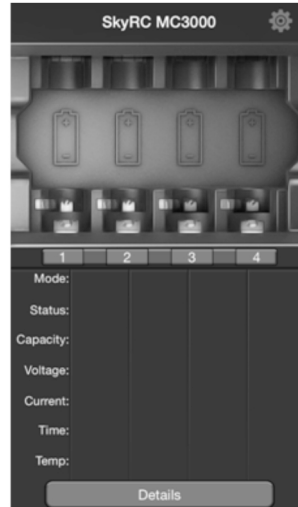 SkyRC MC3000
1 2 3 4
Mode:
Status:
Capacity:
Voltage:
Current:
Time:
Temp:
Details